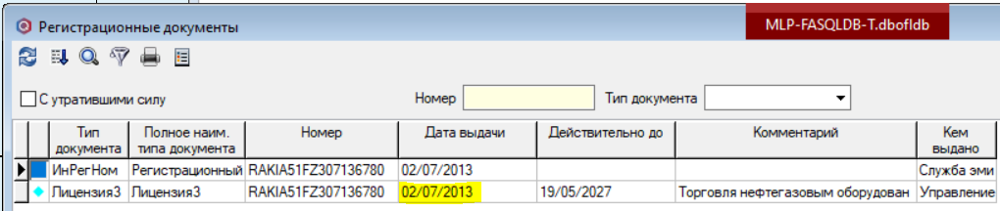 Регистрационные документы
MLP-FASQLDB-T.dbofldb
С утратившими силу
Номер
Тип документа
Тип документа
Полное наим. типа документа
Номер
Дата выдачи
Действительно до
Комментарий
Кем выдано
ИнРегНом Регистрационный RAKIA51FZ307136780 02/07/2013 Служба эми
Лицензия3 Лицензия3 RAKIA51FZ307136780 02/07/2013 19/05/2027 Торговля нефтегазовым оборудован Управление